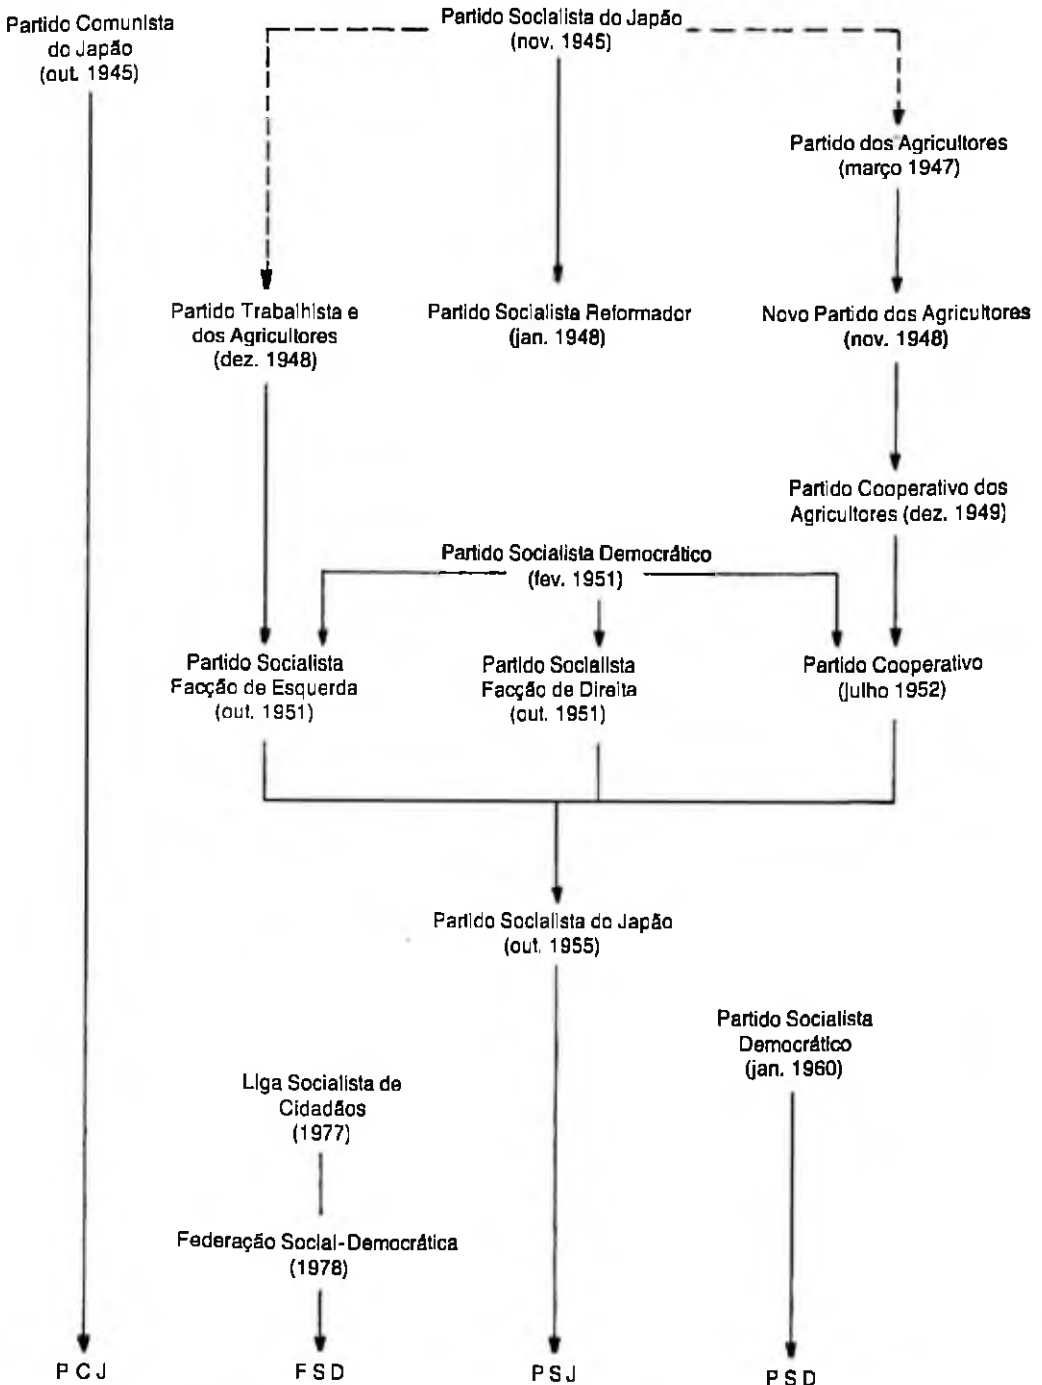 Partido Comunista
do Japão
(out. 1945)
Partido Socialista do Japão
(nov. 1945)
Partido dos Agricultores
(março 1947)
Partido Trabalhista e
dos Agricultores
(dez. 1948)
Partido Socialista Reformador
(jan. 1948)
Novo Partido dos Agricultores
(nov. 1948)
Partido Cooperativo dos
Agricultores (dez. 1949)
Partido Socialista Democrático
(fev. 1951)
Partido Socialista
Facção de Esquerda
(out. 1951)
Partido Socialista
Facção de Direita
(out. 1951)
Partido Cooperativo
(julho 1952)
Partido Socialista do Japão
(out. 1955)
Partido Socialista
Democrático
(jan. 1960)
Liga Socialista de
Cidadãos
(1977)
Federação Social-Democrática
(1978)
PCJ
FSD
PSJ
PSD